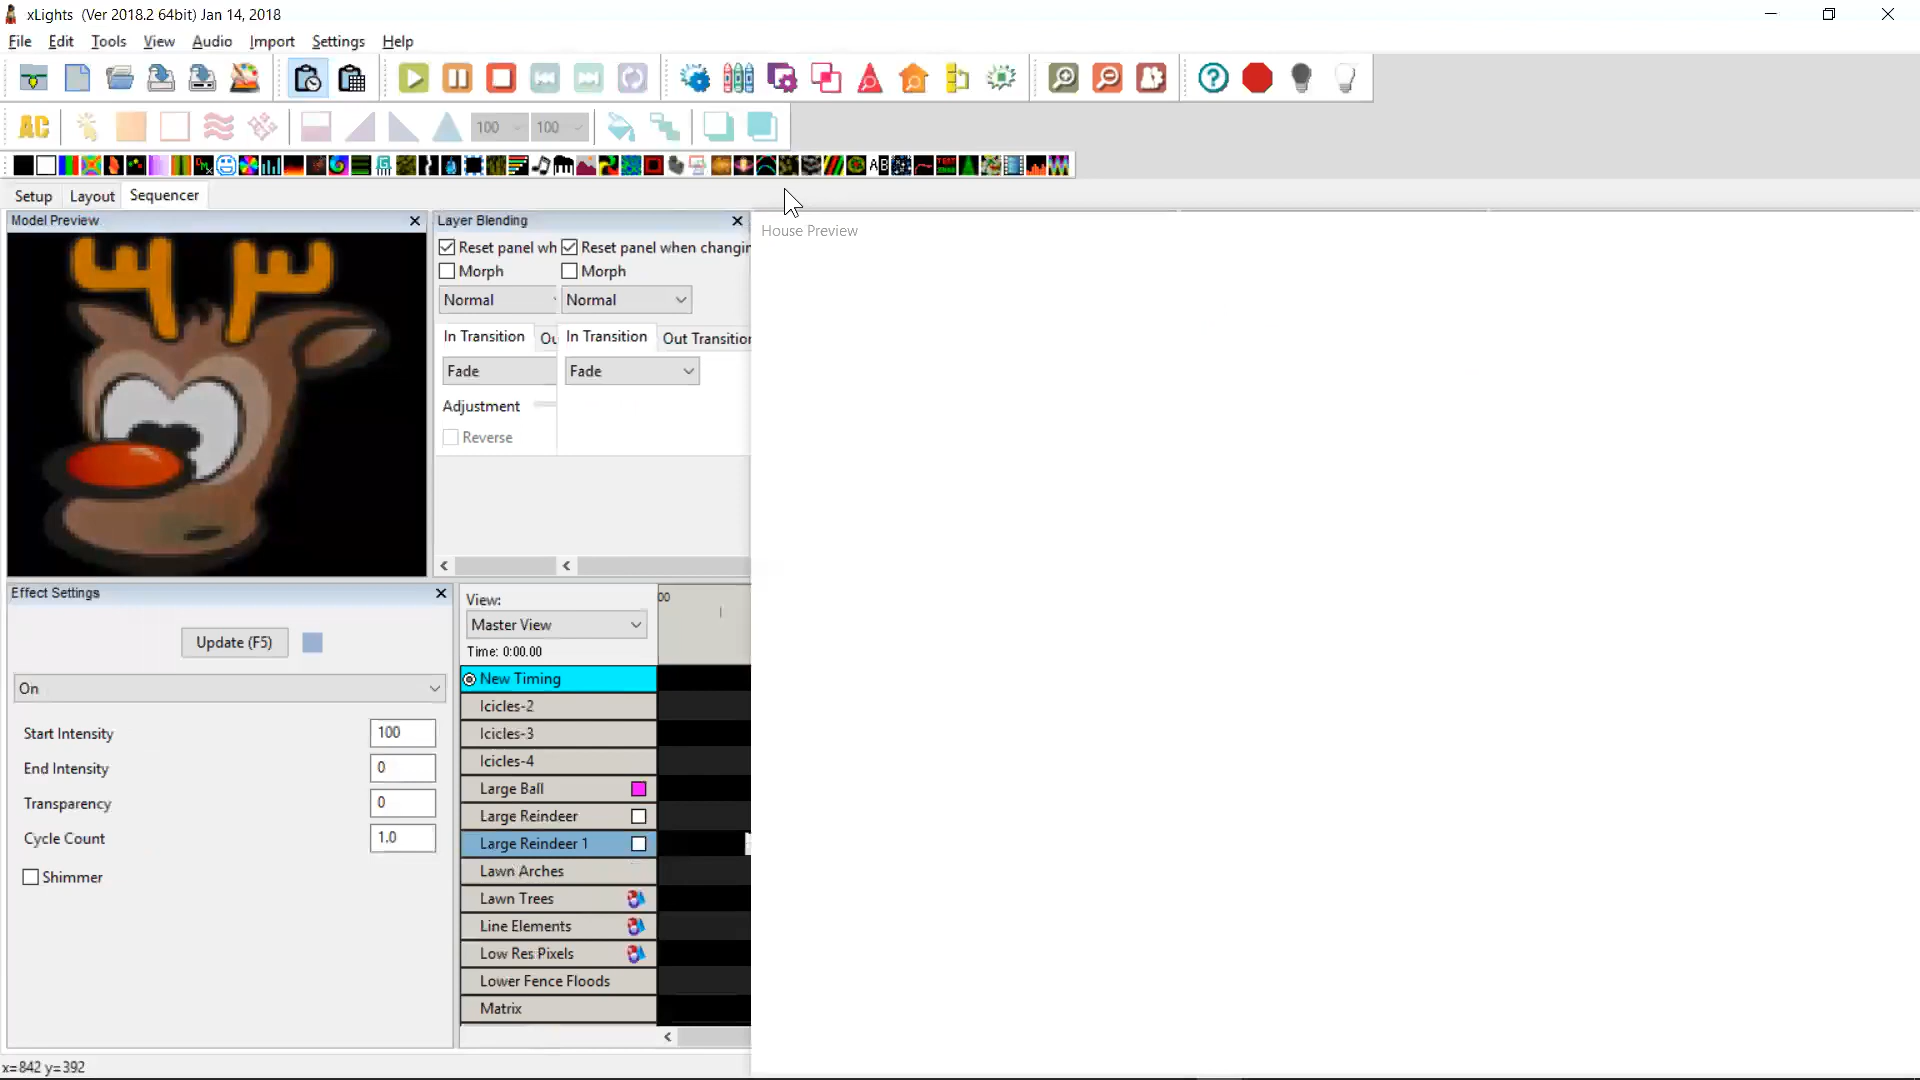 xLights (Ver 2018.2 64bit) Jan 14, 2018
File Edit Tools View Audio Import Settings Help
AC 100 100
AB
Setup Layout Sequencer
Model Preview
Layer Blending
House Preview
Reset panel wh
Reset panel when changin
Morph
Morph
Normal
Normal
In Transition Ou
In Transition Out Transition
Fade
Fade
Adjustment
Reverse
Effect Settings
Update (F5)
On
Start Intensity 100
End Intensity 0
Transparency 0
Cycle Count 1.0
Shimmer
View:
Master View
Time: 0:00.00
00
New Timing
Icicles-2
Icicles-3
Icicles-4
Large Ball
Large Reindeer
Large Reindeer 1
Lawn Arches
Lawn Trees
Line Elements
Low Res Pixels
Lower Fence Floods
Matrix
x=842 y=392